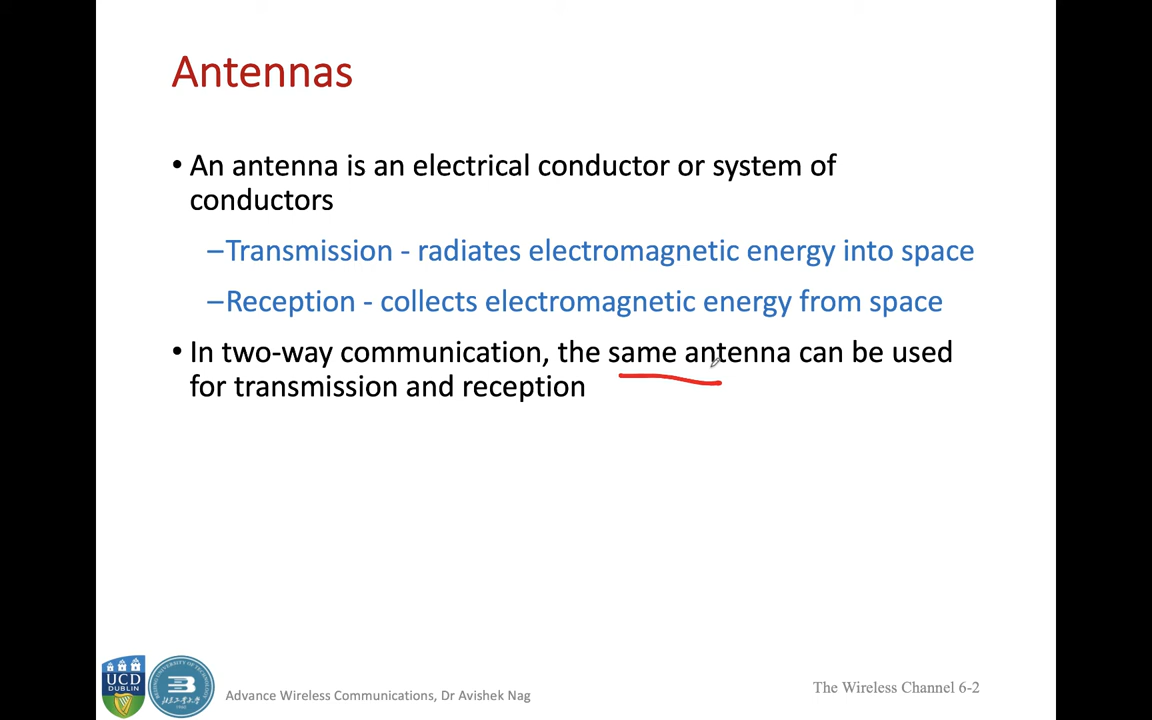 Antennas
• An antenna is an electrical conductor or system of
conductors
–Transmission - radiates electromagnetic energy into space
–Reception - collects electromagnetic energy from space
• In two-way communication, the same antenna can be used
for transmission and reception
UCD
DUBLIN
Advance Wireless Communications, Dr Avishek Nag
The Wireless Channel 6-2